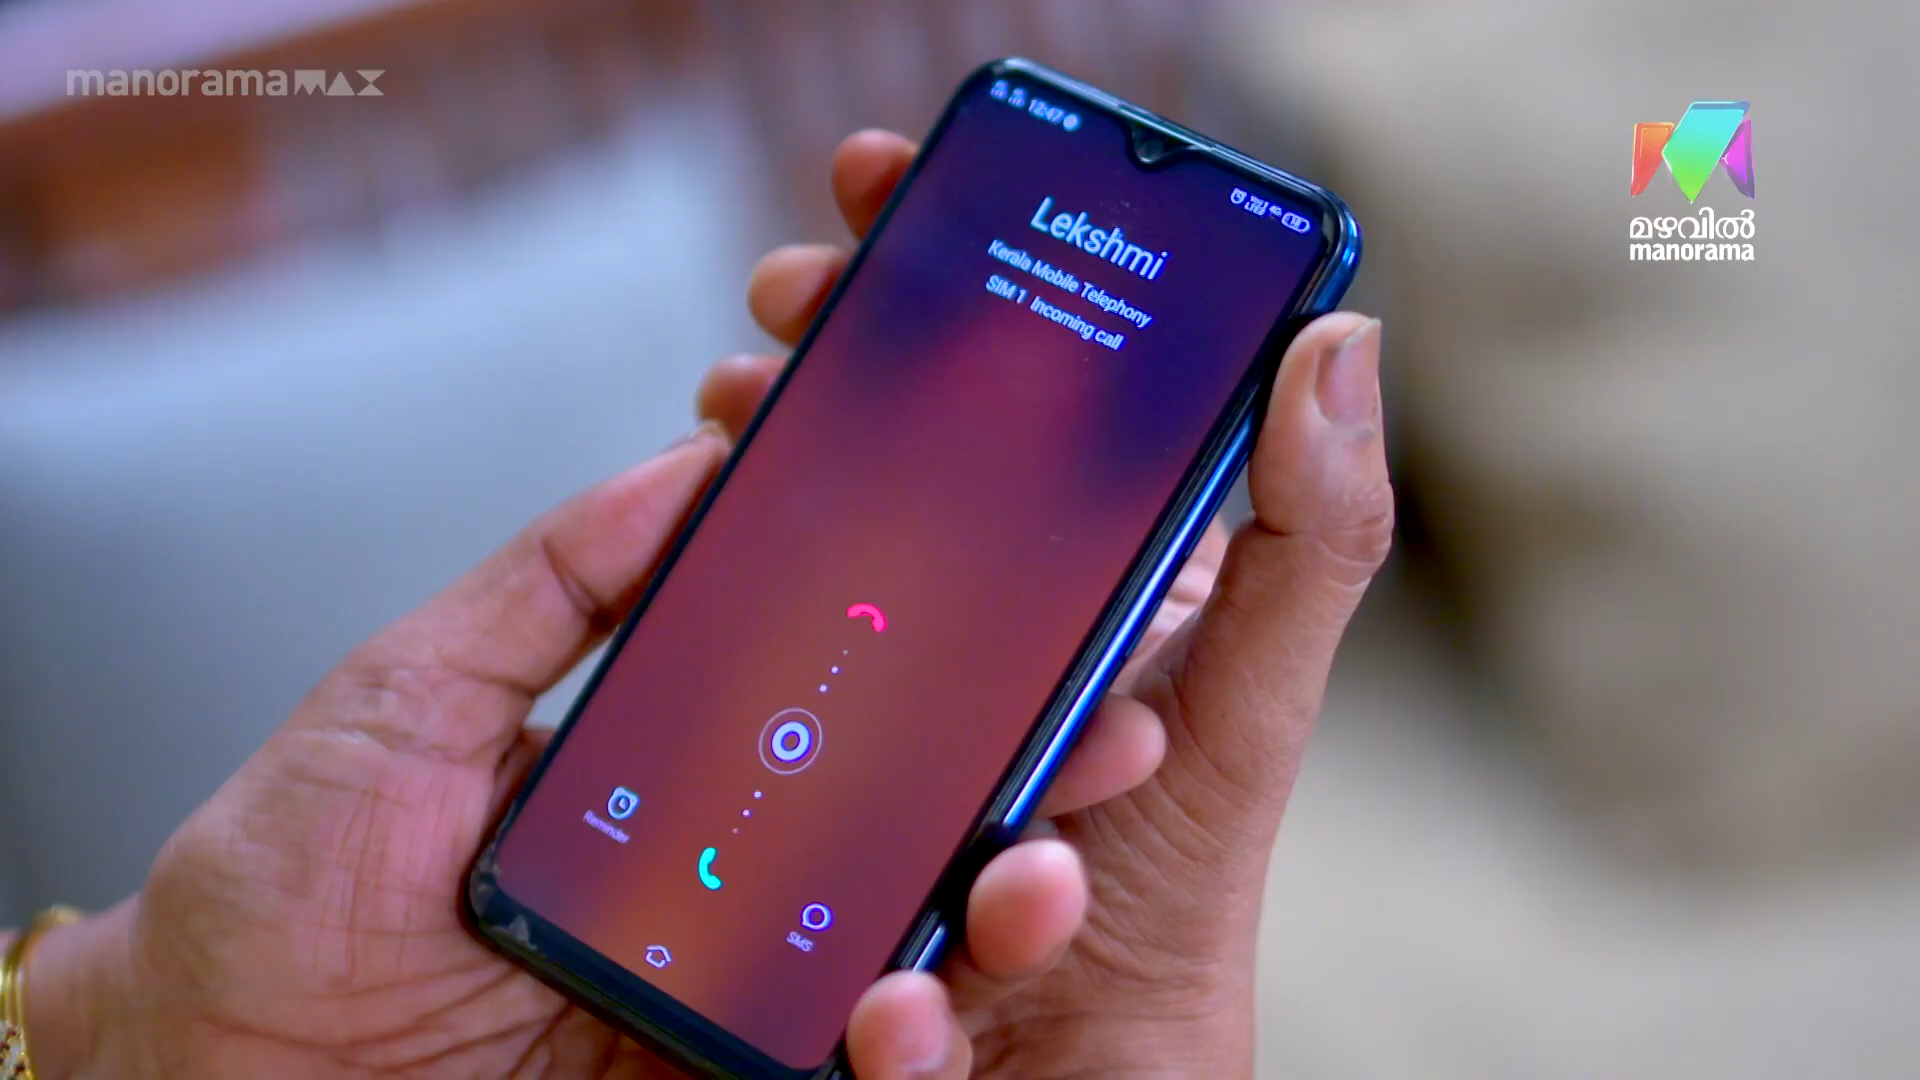 manoramaMAX
12:47
Lekshmi
Kerala Mobile Telephony
SIM 1 Incoming call
Reminder
SMS
മഴവിൽ
manorama